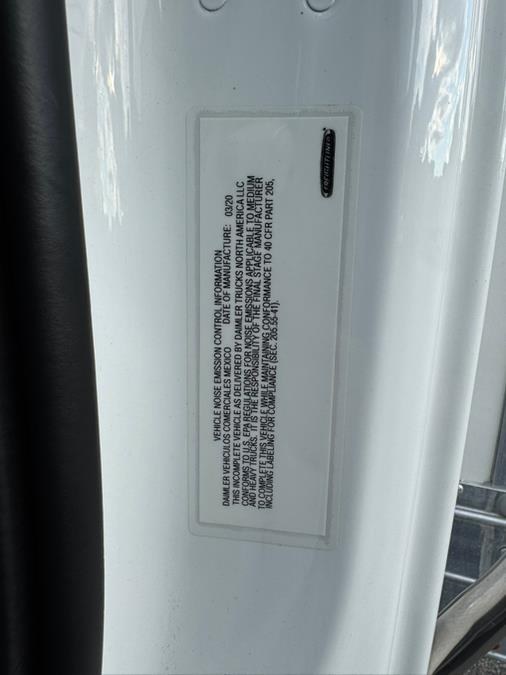 FREIGHTLINER
VEHICLE NOISE EMISSION CONTROL INFORMATION
DAIMLER VEHICULOS COMERCIALES MEXICO DATE OF MANUFACTURE: 03/20
THIS INCOMPLETE VEHICLE AS DELIVERED BY DAIMLER TRUCKS NORTH AMERICA LLC
CONFORMS TO U.S. EPA REGULATIONS FOR NOISE EMISSIONS APPLICABLE TO MEDIUM
AND HEAVY TRUCKS. IT IS THE RESPONSIBILITY OF THE FINAL STAGE MANUFACTURER
TO COMPLETE THIS VEHICLE WHILE MAINTAINING CONFORMANCE TO 40 CFR PART 205,
INCLUDING LABELING FOR COMPLIANCE (SEC. 205.55-41).